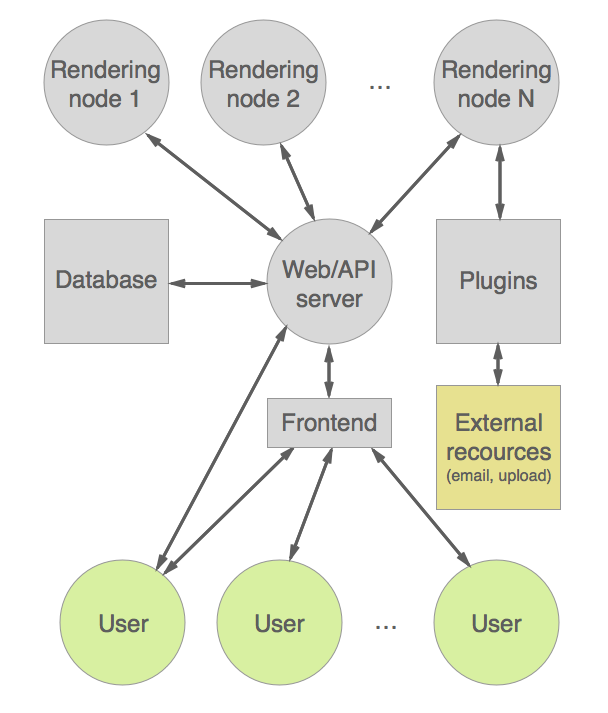 Rendering
node 1
Rendering
node 2
...
Rendering
node N
Database
Web/API
server
Plugins
Frontend
External
recources
(email, upload)
User
User
...
User